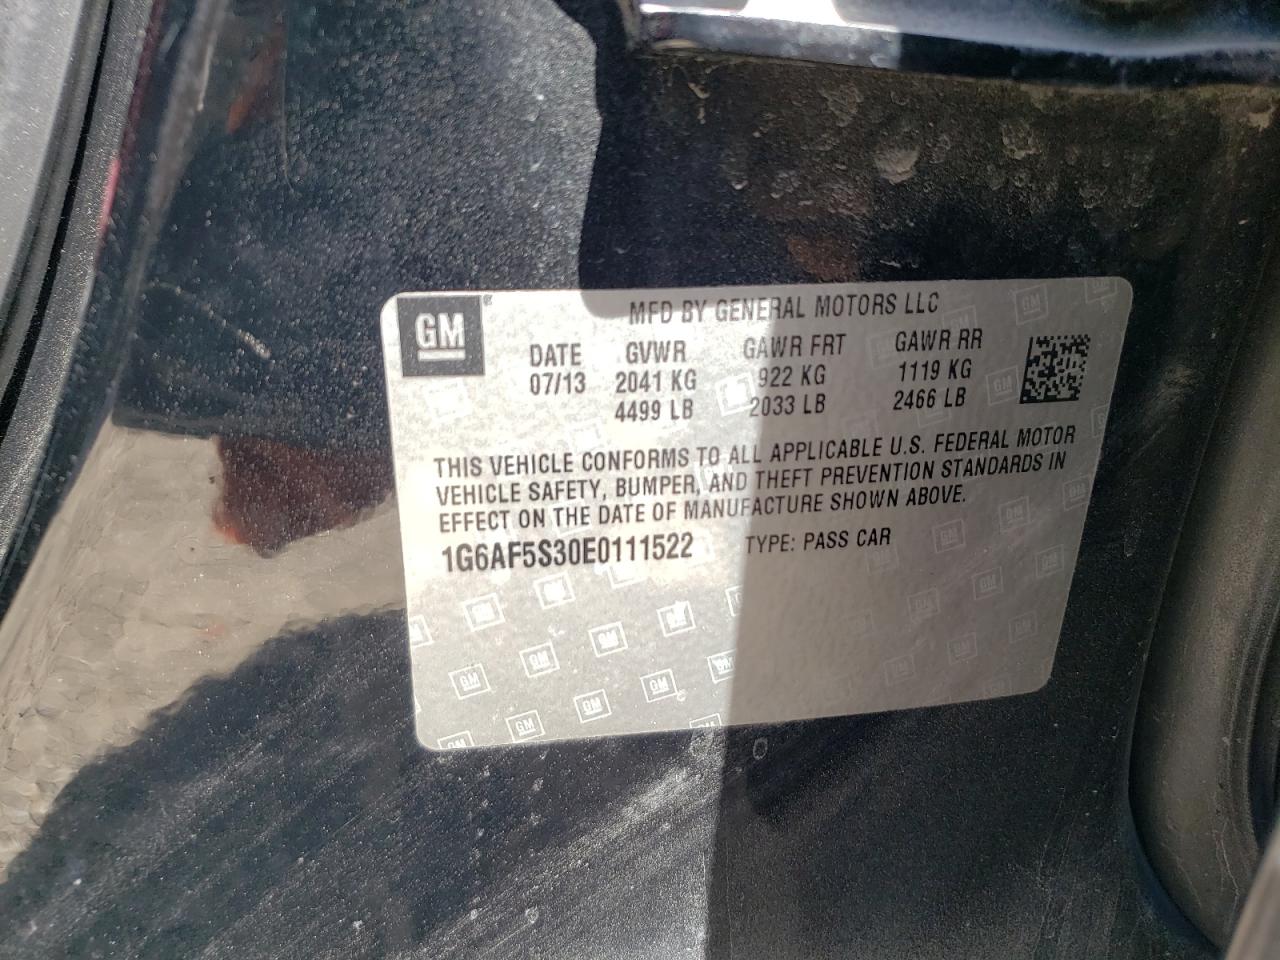 GM
MFD BY GENERAL MOTORS LLC
DATE GVWR GAWR FRT GAWR RR
07/13 2041 KG 922 KG 1119 KG
4499 LB 2033 LB 2466 LB
THIS VEHICLE CONFORMS TO ALL APPLICABLE U.S. FEDERAL MOTOR
VEHICLE SAFETY, BUMPER, AND THEFT PREVENTION STANDARDS IN
EFFECT ON THE DATE OF MANUFACTURE SHOWN ABOVE.
1G6AF5S30E0111522 TYPE: PASS CAR